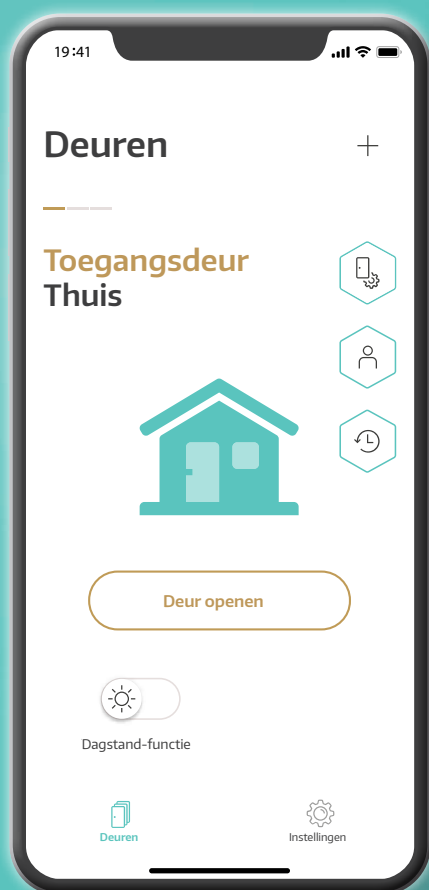 19:41
Deuren
Toegangsdeur
Thuis
Deur openen
Dagstand-functie
Deuren
Instellingen